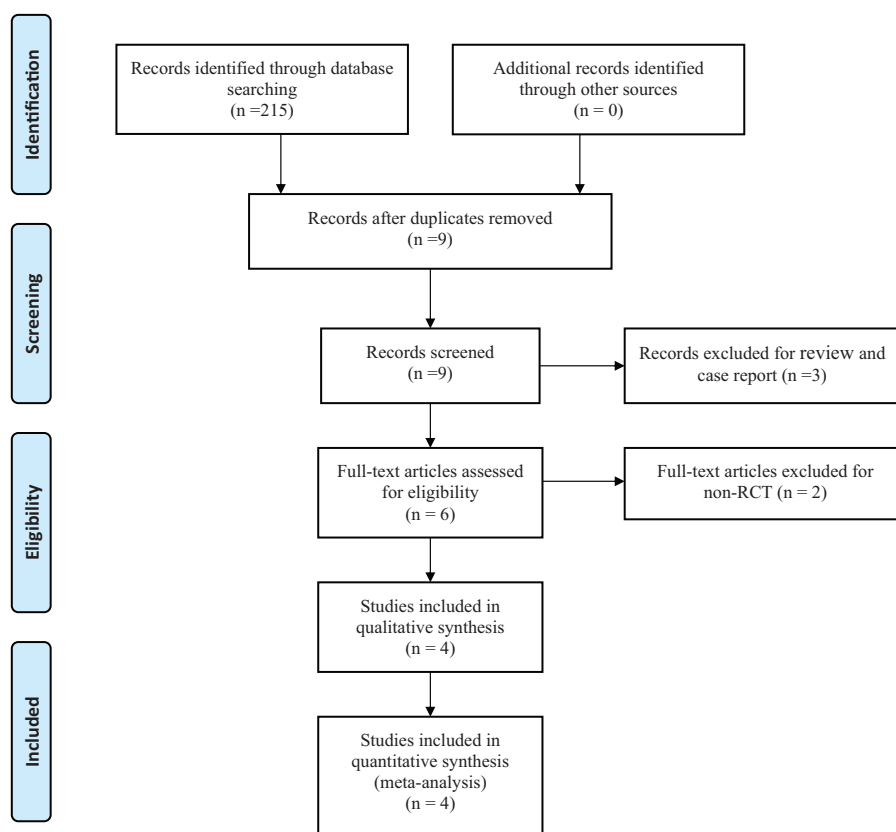 Identification
Records identified through database
searching
(n =215)
Additional records identified
through other sources
(n = 0)
Records after duplicates removed
(n =9)
Screening
Records screened
(n =9)
Records excluded for review and
case report (n =3)
Eligibility
Full-text articles assessed
for eligibility
(n = 6)
Full-text articles excluded for
non-RCT (n = 2)
Studies included in
qualitative synthesis
(n = 4)
Included
Studies included in
quantitative synthesis
(meta-analysis)
(n = 4)